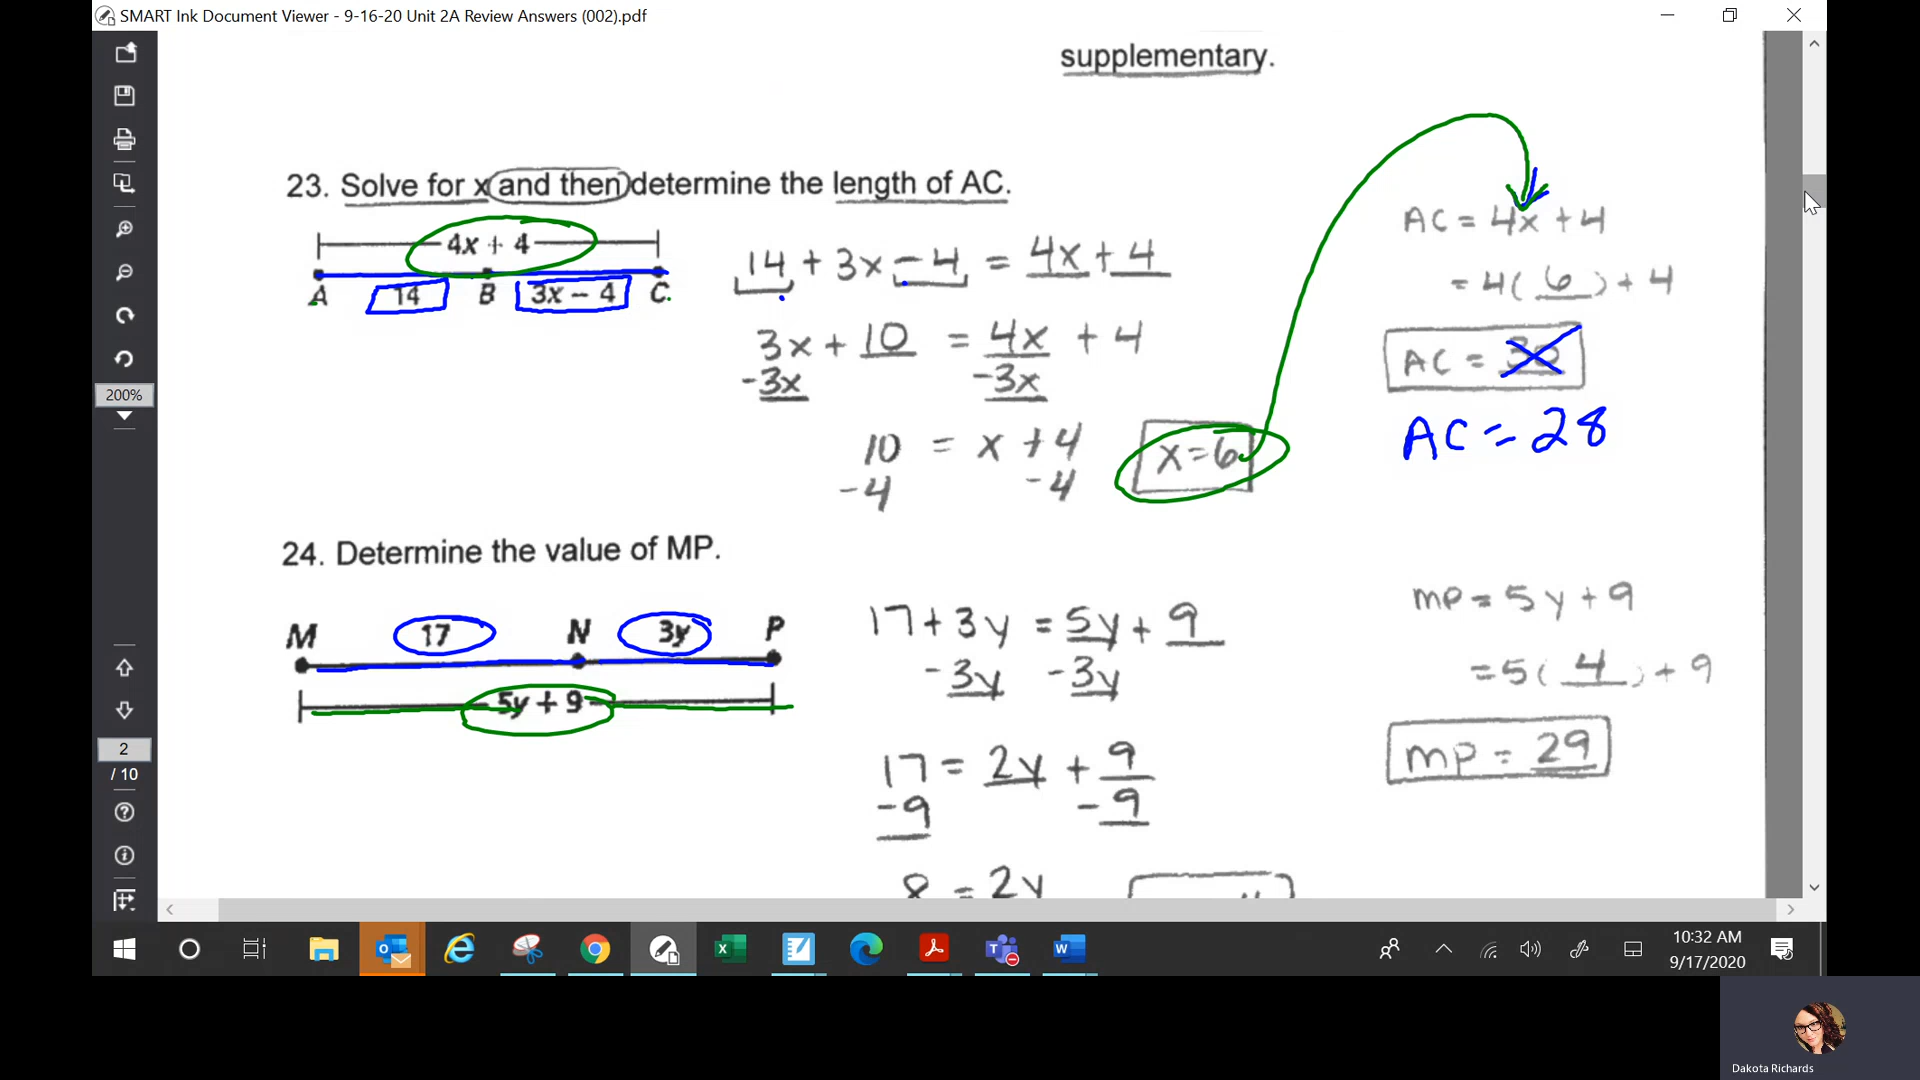 SMART Ink Document Viewer - 9-16-20 Unit 2A Review Answers (002).pdf
supplementary.
23. Solve for x and then determine the length of AC.
4x + 4
A 14 B 3x – 4 C
14 + 3x – 4 = 4x + 4
3x + 10 = 4x + 4
-3x -3x
10 = x + 4
-4 -4
x = 6
AC = 4x + 4
= 4( 6 ) + 4
AC =
AC = 28
24. Determine the value of MP.
M 17 N 3y P
5y + 9
17 + 3y = 5y + 9
-3y -3y
17 = 2y + 9
-9 -9
8 = 2y
mp = 5y + 9
= 5( 4 ) + 9
mp = 29
200%
2
/ 10
10:32 AM
9/17/2020
Dakota Richards